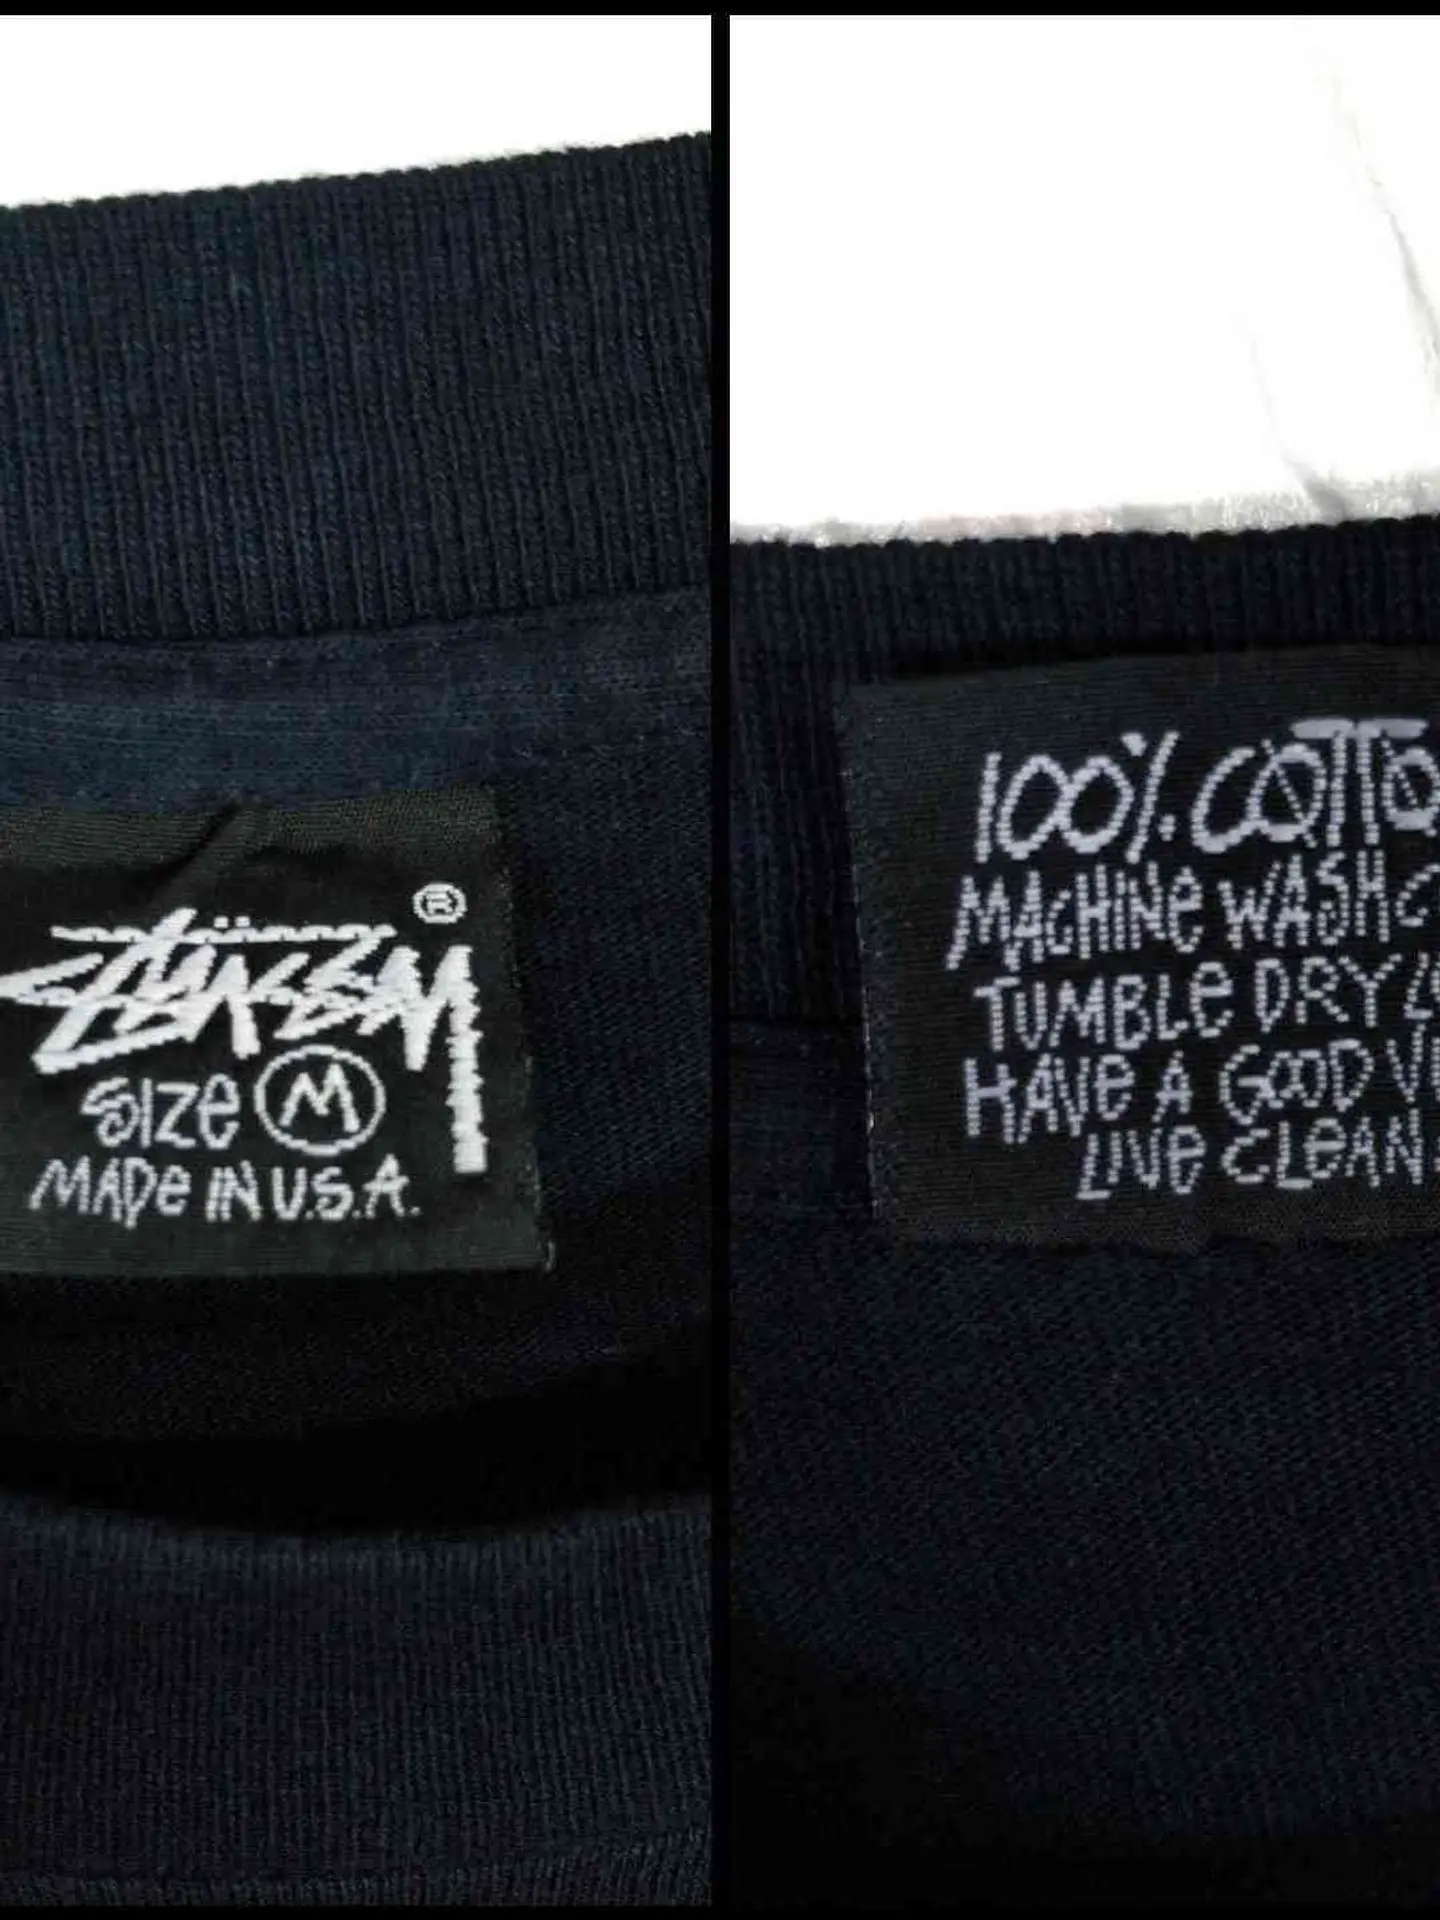 ®
STÜSSY
SIZE M
MADE IN U.S.A.
100% COTTO
MACHINE WASH
TUMBLE DRY
HAVE A GOOD
LIVE CLEAN